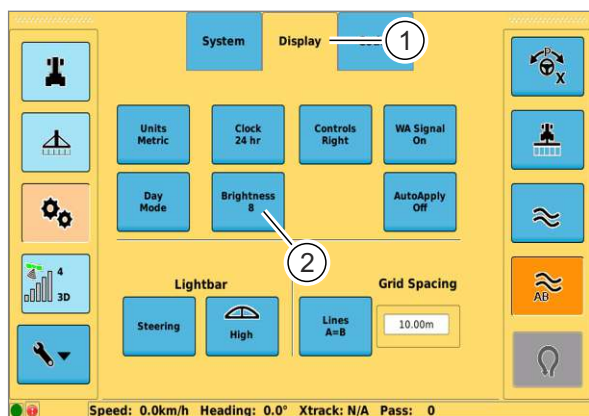 System
Display
1
P
X
Units
Metric
Clock
24 hr
Controls
Right
WA Signal
On
Day
Mode
Brightness
8
AutoApply
Off
2
4
3D
Lightbar
Grid Spacing
Steering
High
Lines
A=B
10.00m
AB
Speed: 0.0km/h Heading: 0.0° Xtrack: N/A Pass: 0